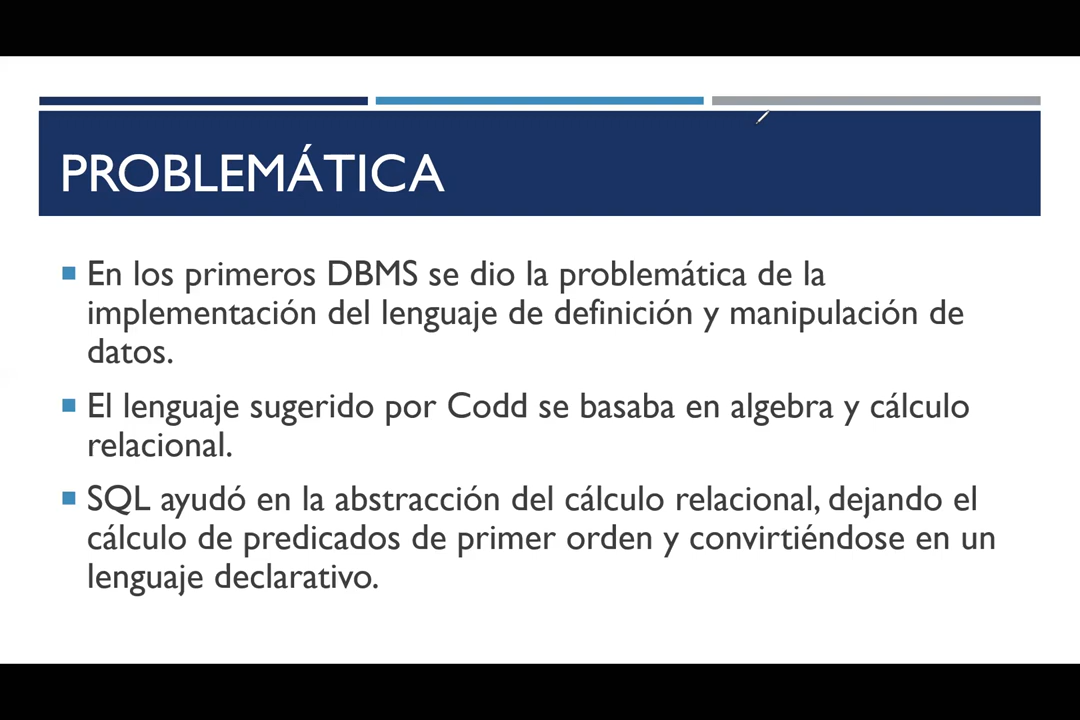 PROBLEMÁTICA
En los primeros DBMS se dio la problemática de la
implementación del lenguaje de definición y manipulación de
datos.
El lenguaje sugerido por Codd se basaba en algebra y cálculo
relacional.
SQL ayudó en la abstracción del cálculo relacional, dejando el
cálculo de predicados de primer orden y convirtiéndose en un
lenguaje declarativo.